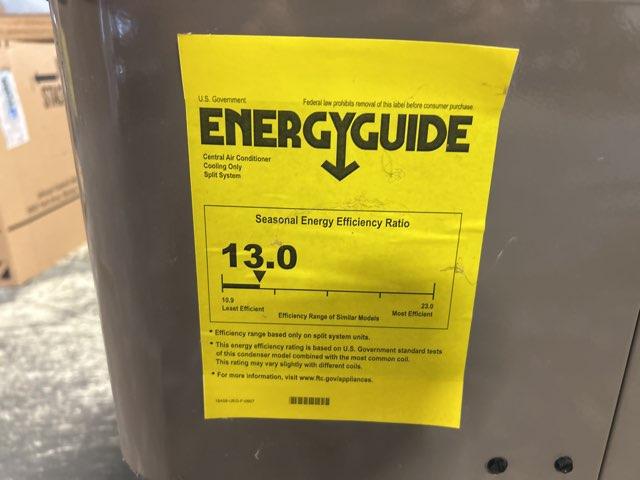 U.S. Government
Federal law prohibits removal of this label before consumer purchase.
ENERGYGUIDE
Central Air Conditioner
Cooling Only
Split System
Seasonal Energy Efficiency Ratio
13.0
10.9
23.0
Least Efficient
Most Efficient
Efficiency Range of Similar Models
* Efficiency range based only on split system units.
* This energy efficiency rating is based on U.S. Government standard tests
of this condenser model combined with the most common coil.
This rating may vary slightly with different coils.
* For more information, visit www.ftc.gov/appliances.